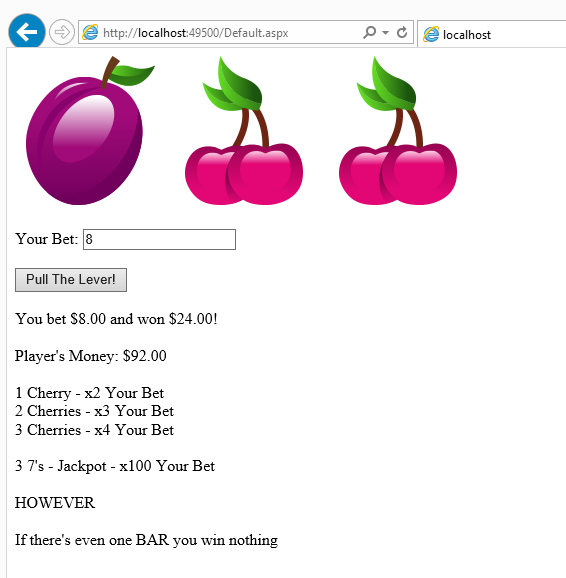 http://localhost:49500/Default.aspx
localhost
Your Bet: 8
Pull The Lever!
You bet $8.00 and won $24.00!
Player's Money: $92.00
1 Cherry - x2 Your Bet
2 Cherries - x3 Your Bet
3 Cherries - x4 Your Bet
3 7's - Jackpot - x100 Your Bet
HOWEVER
If there's even one BAR you win nothing